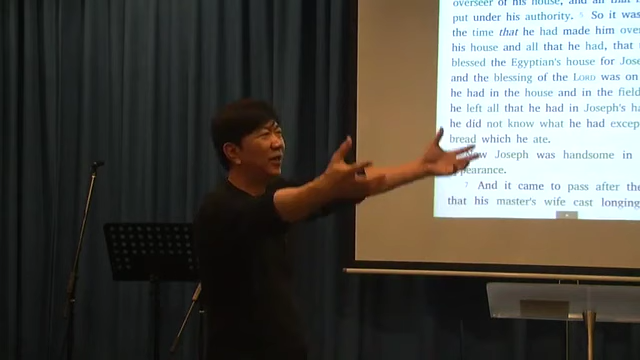 overseer of his house, and all that
put under his authority. 5 So it was
the time that he had made him over
his house and all that he had, that
blessed the Egyptian's house for Jose
and the blessing of the LORD was on
he had in the house and in the field
he left all that he had in Joseph's ha
he did not know what he had excep
bread which he ate.
Joseph was handsome in
appearance.
7 And it came to pass after the
that his master's wife cast longing